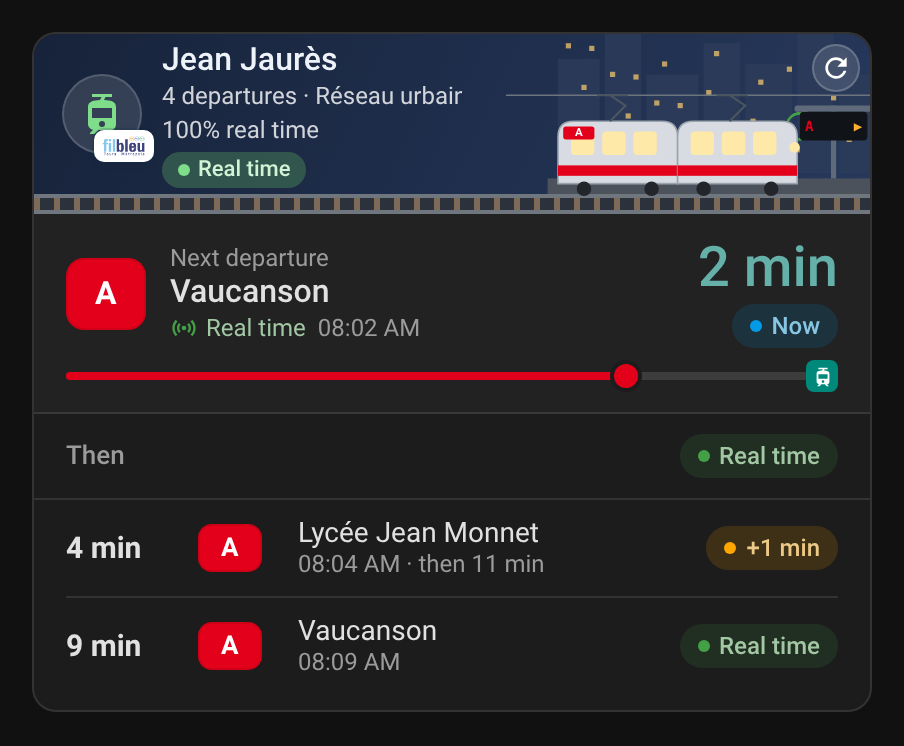 Jean Jaurès
4 departures · Réseau urbair
100% real time
filbleu
Real time
A
A
A
Next departure
Vaucanson
Real time 08:02 AM
2 min
Now
Then
Real time
4 min
A
Lycée Jean Monnet
08:04 AM · then 11 min
+1 min
9 min
A
Vaucanson
08:09 AM
Real time